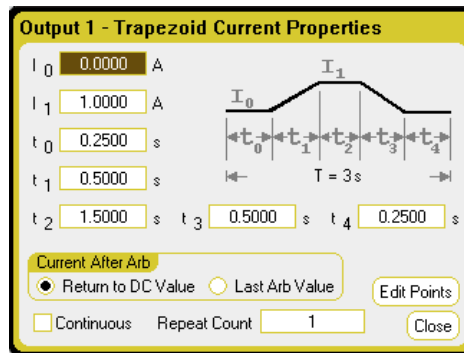 Output 1 - Trapezoid Current Properties
I 0 0.0000 A
I 1 1.0000 A
t 0 0.2500 s
t 1 0.5000 s
t 2 1.5000 s t 3 0.5000 s t 4 0.2500 s
I0 I1
t0 t1 t2 t3 t4
T = 3s
Current After Arb
Return to DC Value Last Arb Value
Edit Points
Continuous Repeat Count 1
Close